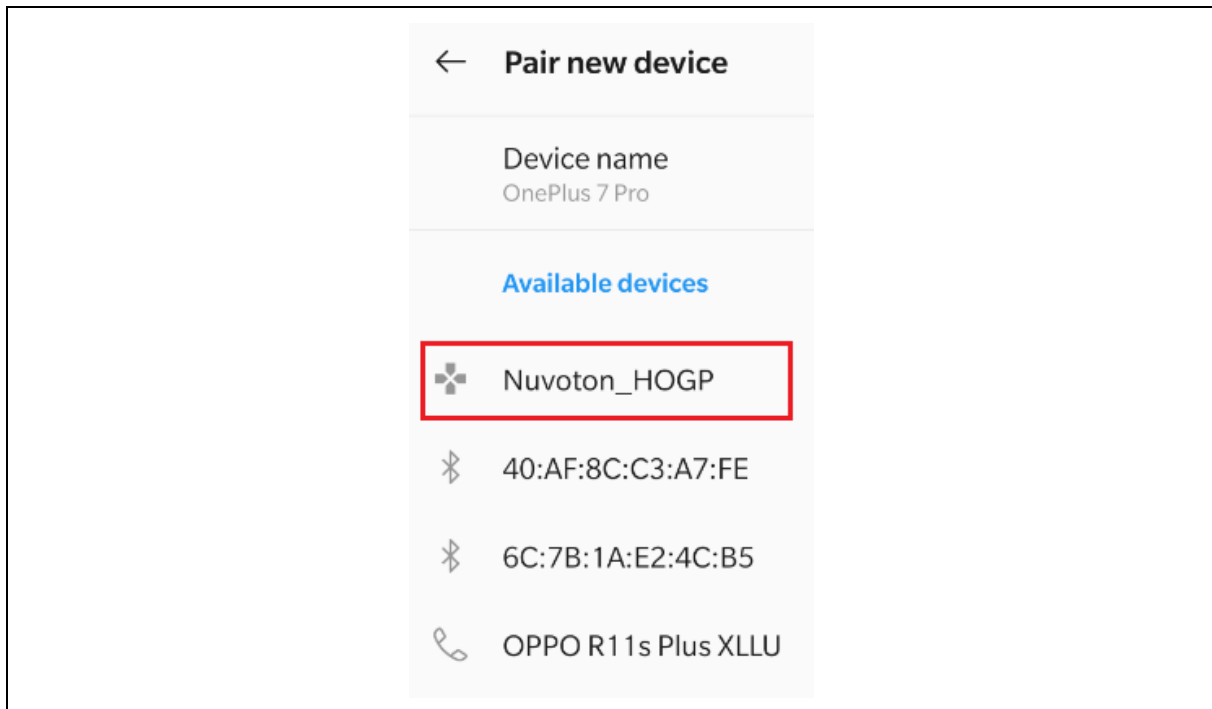 Pair new device
Device name
OnePlus 7 Pro
Available devices
Nuvoton_HOGP
40:AF:8C:C3:A7:FE
6C:7B:1A:E2:4C:B5
OPPO R11s Plus XLLU